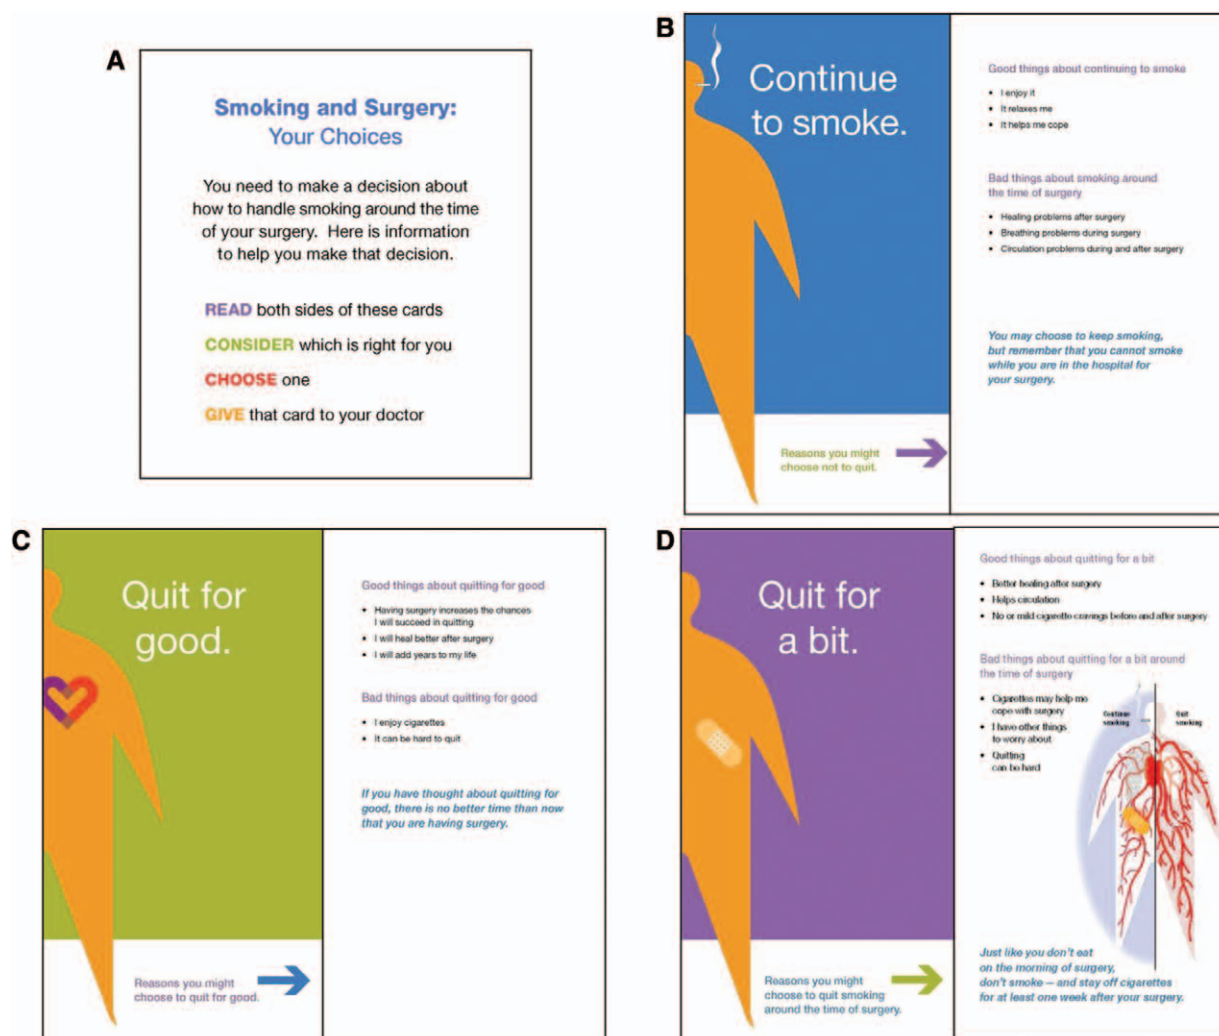 A
Smoking and Surgery:
Your Choices
You need to make a decision about
how to handle smoking around the time
of your surgery. Here is information
to help you make that decision.
READ both sides of these cards
CONSIDER which is right for you
CHOOSE one
GIVE that card to your doctor
B
Continue
to smoke.
Reasons you might
choose not to quit.
Good things about continuing to smoke
• I enjoy it
• It relaxes me
• It helps me cope
Bad things about smoking around
the time of surgery
• Healing problems after surgery
• Breathing problems during surgery
• Circulation problems during and after surgery
You may choose to keep smoking,
but remember that you cannot smoke
while you are in the hospital for
your surgery.
C
Quit for
good.
Reasons you might
choose to quit for good.
Good things about quitting for good
• Having surgery increases the chances
I will succeed in quitting
• I will heal better after surgery
• I will add years to my life
Bad things about quitting for good
• I enjoy cigarettes
• It can be hard to quit
If you have thought about quitting for
good, there is no better time than now
that you are having surgery.
D
Quit for
a bit.
Reasons you might
choose to quit smoking
around the time of surgery.
Good things about quitting for a bit
• Better healing after surgery
• Helps circulation
• No or mild cigarette cravings before and after surgery
Bad things about quitting for a bit around
the time of surgery
• Cigarettes may help me
cope with surgery
• I have other things
to worry about
• Quitting
can be hard
Continue
smoking
Quit
smoking
Just like you don't eat
on the morning of surgery,
don't smoke — and stay off cigarettes
for at least one week after your surgery.